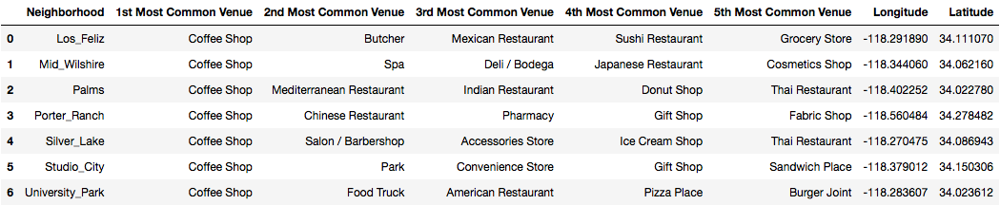 Neighborhood 1st Most Common Venue 2nd Most Common Venue 3rd Most Common Venue 4th Most Common Venue 5th Most Common Venue Longitude Latitude
0 Los_Feliz Coffee Shop Butcher Mexican Restaurant Sushi Restaurant Grocery Store -118.291890 34.111070
1 Mid_Wilshire Coffee Shop Spa Deli / Bodega Japanese Restaurant Cosmetics Shop -118.344060 34.062160
2 Palms Coffee Shop Mediterranean Restaurant Indian Restaurant Donut Shop Thai Restaurant -118.402252 34.022780
3 Porter_Ranch Coffee Shop Chinese Restaurant Pharmacy Gift Shop Fabric Shop -118.560484 34.278482
4 Silver_Lake Coffee Shop Salon / Barbershop Accessories Store Ice Cream Shop Thai Restaurant -118.270475 34.086943
5 Studio_City Coffee Shop Park Convenience Store Gift Shop Sandwich Place -118.379012 34.150306
6 University_Park Coffee Shop Food Truck American Restaurant Pizza Place Burger Joint -118.283607 34.023612